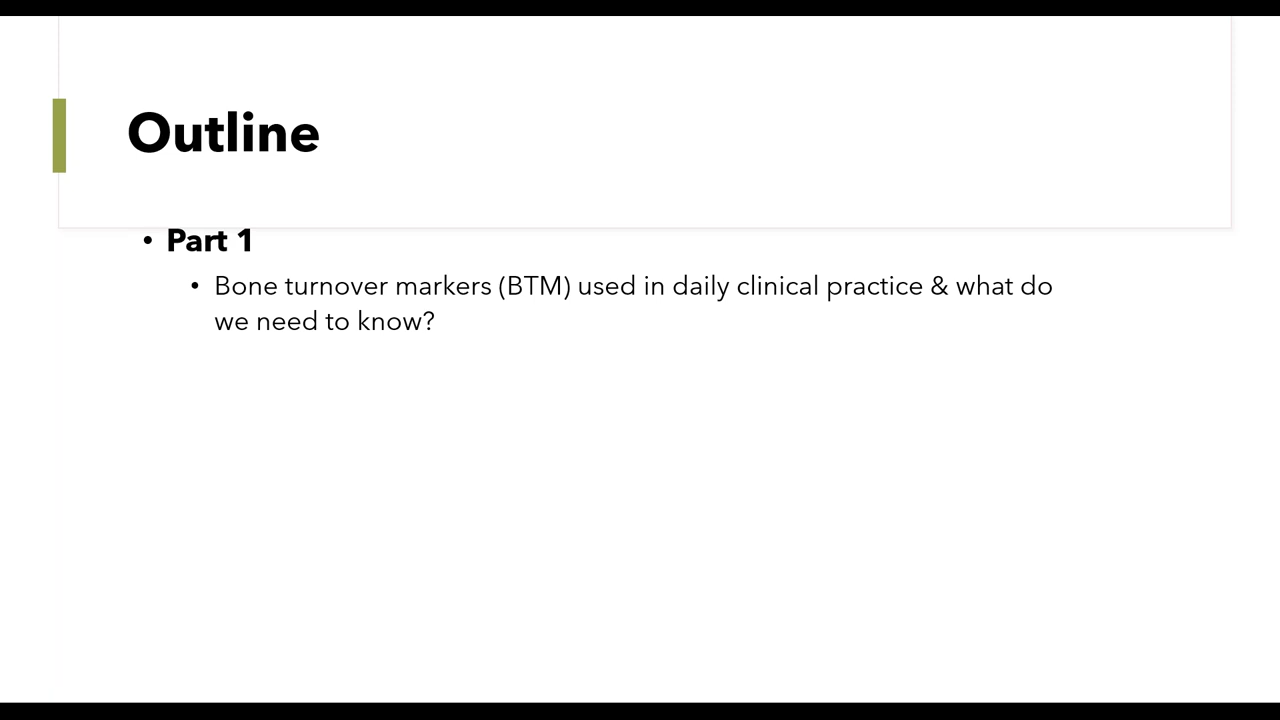 Outline
• Part 1
• Bone turnover markers (BTM) used in daily clinical practice & what do
we need to know?